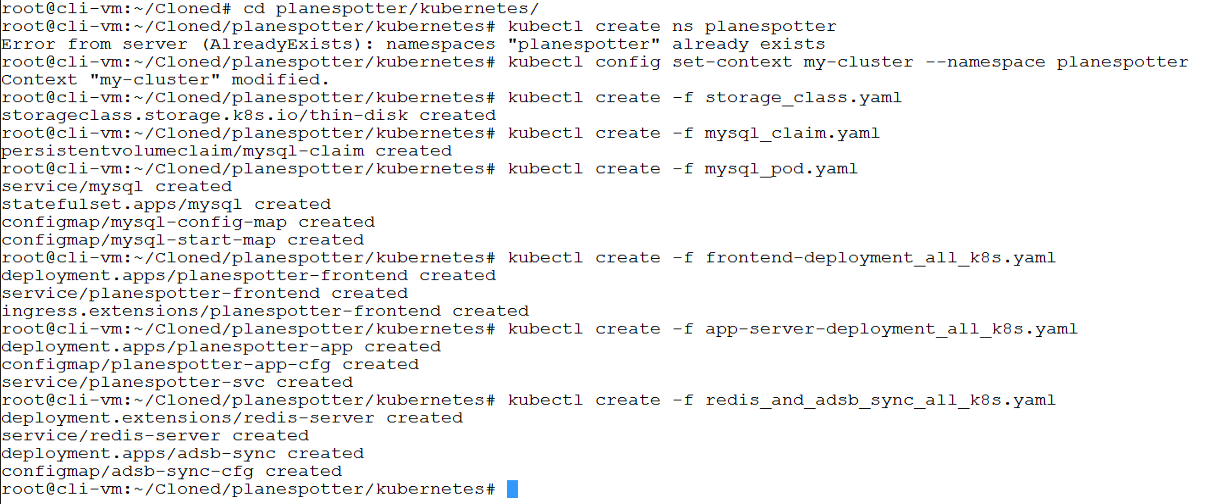 root@cli-vm:~/Cloned# cd planespotter/kubernetes/
root@cli-vm:~/Cloned/planespotter/kubernetes# kubectl create ns planespotter
Error from server (AlreadyExists): namespaces "planespotter" already exists
root@cli-vm:~/Cloned/planespotter/kubernetes# kubectl config set-context my-cluster --namespace planespotter
Context "my-cluster" modified.
root@cli-vm:~/Cloned/planespotter/kubernetes# kubectl create -f storage_class.yaml
storageclass.storage.k8s.io/thin-disk created
root@cli-vm:~/Cloned/planespotter/kubernetes# kubectl create -f mysql_claim.yaml
persistentvolumeclaim/mysql-claim created
root@cli-vm:~/Cloned/planespotter/kubernetes# kubectl create -f mysql_pod.yaml
service/mysql created
statefulset.apps/mysql created
configmap/mysql-config-map created
configmap/mysql-start-map created
root@cli-vm:~/Cloned/planespotter/kubernetes# kubectl create -f frontend-deployment_all_k8s.yaml
deployment.apps/planespotter-frontend created
service/planespotter-frontend created
ingress.extensions/planespotter-frontend created
root@cli-vm:~/Cloned/planespotter/kubernetes# kubectl create -f app-server-deployment_all_k8s.yaml
deployment.apps/planespotter-app created
configmap/planespotter-app-cfg created
service/planespotter-svc created
root@cli-vm:~/Cloned/planespotter/kubernetes# kubectl create -f redis_and_adsb_sync_all_k8s.yaml
deployment.extensions/redis-server created
service/redis-server created
deployment.apps/adsb-sync created
configmap/adsb-sync-cfg created
root@cli-vm:~/Cloned/planespotter/kubernetes#